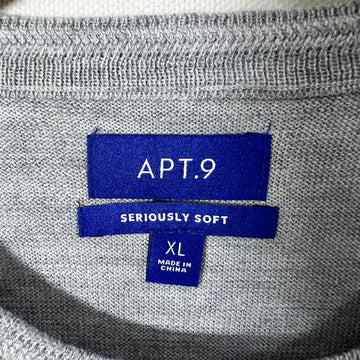 APT.9
SERIOUSLY SOFT
XL
MADE IN
CHINA